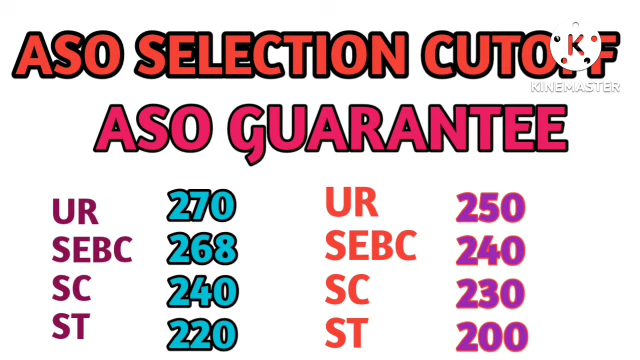 ASO SELECTION CUTOFF
KINEMASTER
ASO GUARANTEE
UR 270 UR 250
SEBC 268 SEBC 240
SC 240 SC 230
ST 220 ST 200